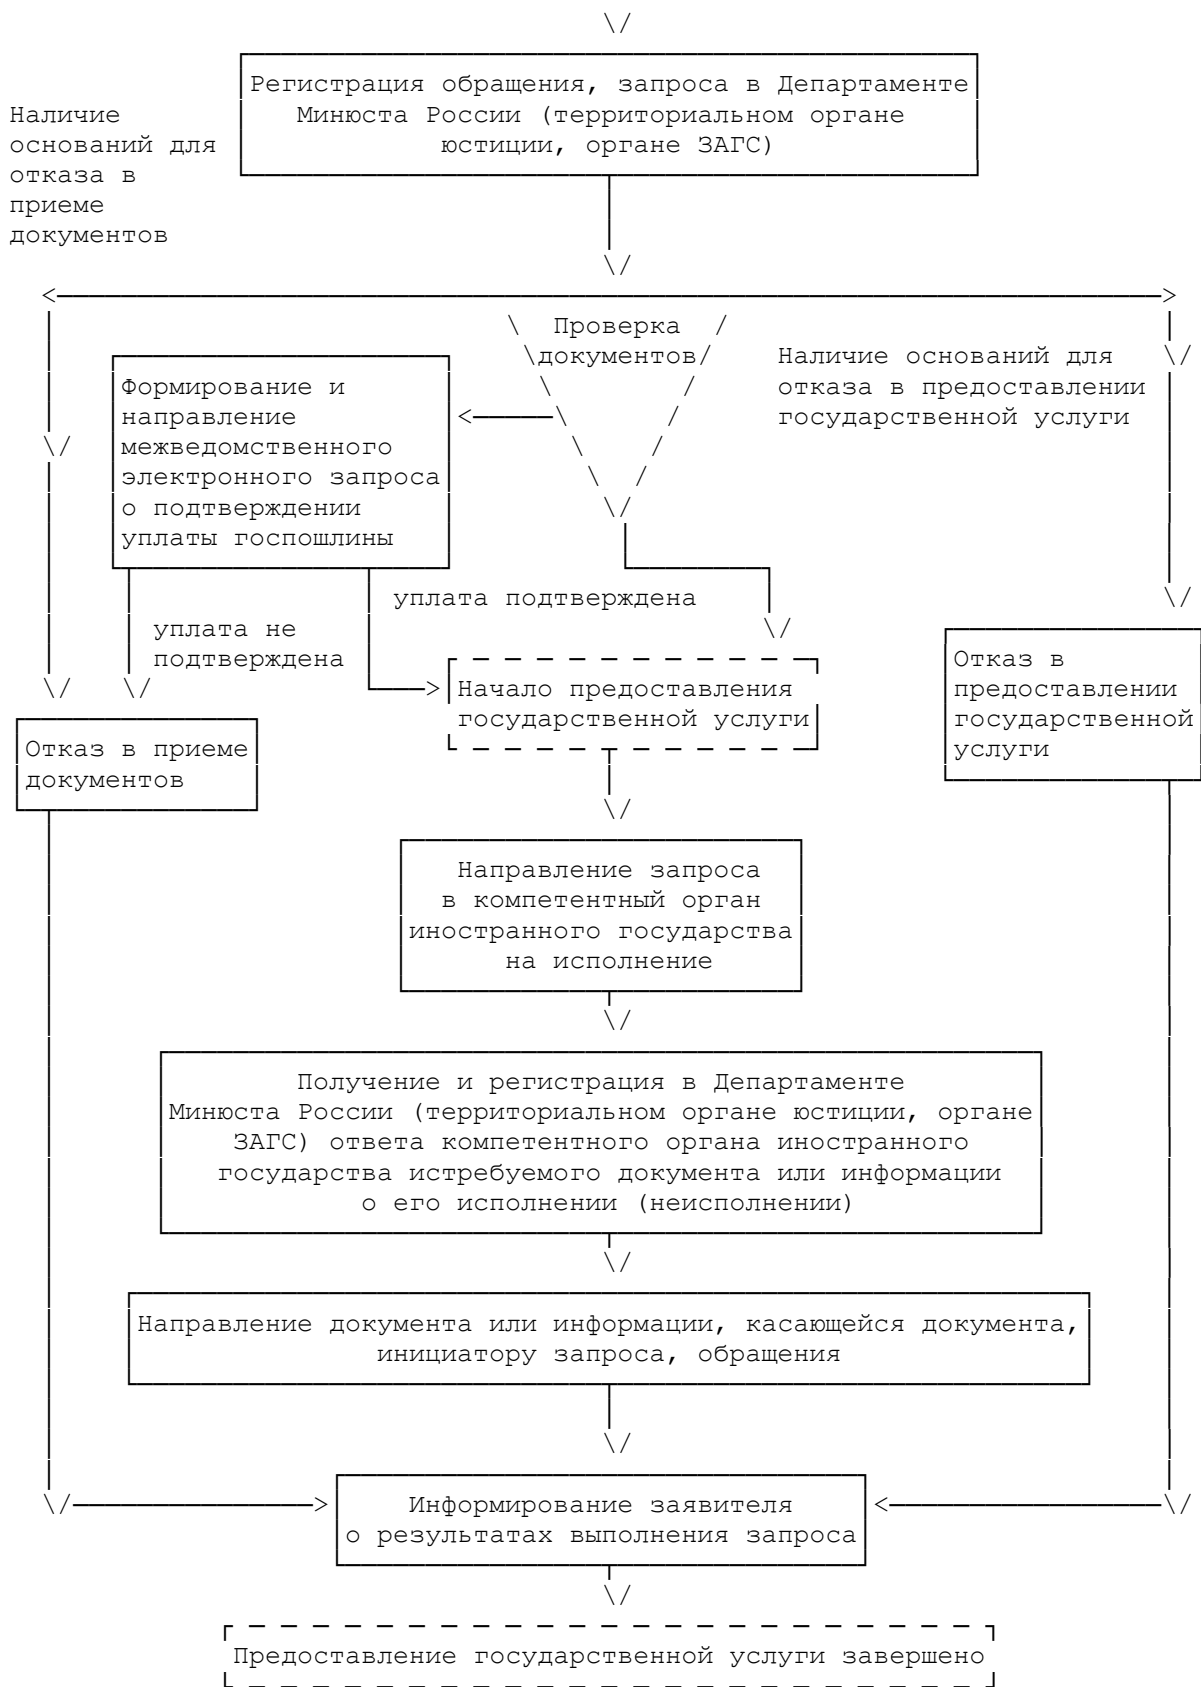 Регистрация обращения, запроса в Департаменте
Минюста России (территориальном органе
юстиции, органе ЗАГС)
Наличие
оснований для
отказа в
приеме
документов
Проверка
документов
Наличие оснований для
отказа в предоставлении
государственной услуги
Формирование и
направление
межведомственного
электронного запроса
о подтверждении
уплаты госпошлины
уплата подтверждена
уплата не
подтверждена
Начало предоставления
государственной услуги
Отказ в
предоставлении
государственной
услуги
Отказ в приеме
документов
Направление запроса
в компетентный орган
иностранного государства
на исполнение
Получение и регистрация в Департаменте
Минюста России (территориальном органе юстиции, органе
ЗАГС) ответа компетентного органа иностранного
государства истребуемого документа или информации
о его исполнении (неисполнении)
Направление документа или информации, касающейся документа,
инициатору запроса, обращения
Информирование заявителя
о результатах выполнения запроса
Предоставление государственной услуги завершено